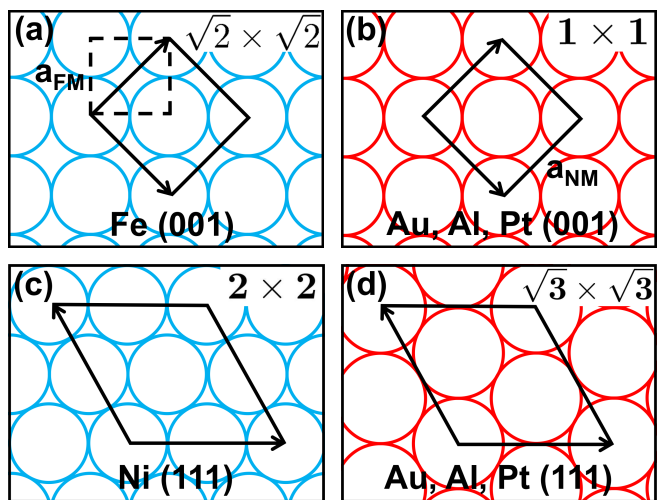 (a) √2 × √2
a_FM
Fe (001)
(b) 1 × 1
a_NM
Au, Al, Pt (001)
(c) 2 × 2
Ni (111)
(d) √3 × √3
Au, Al, Pt (111)